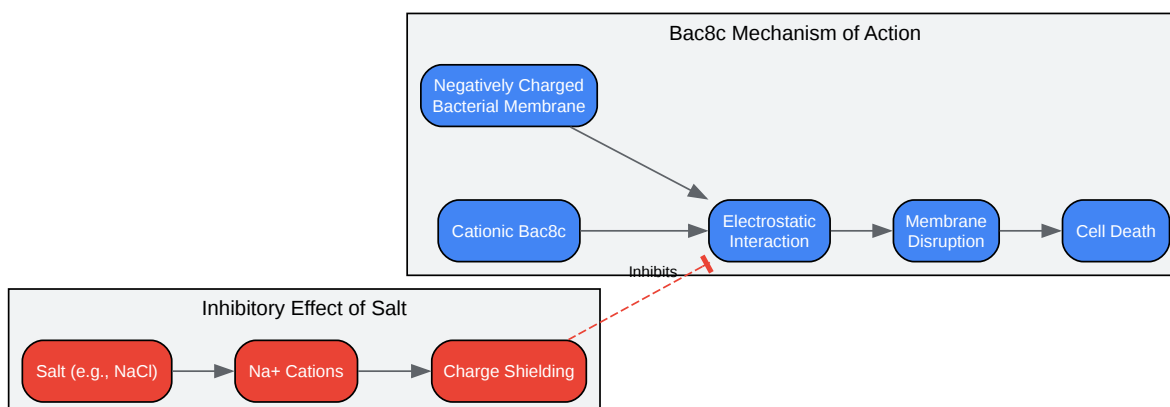 Bac8c Mechanism of Action
Negatively Charged
Bacterial Membrane
Cationic Bac8c
Electrostatic
Interaction
Membrane
Disruption
Cell Death
Inhibits
Inhibitory Effect of Salt
Salt (e.g., NaCl)
Na+ Cations
Charge Shielding